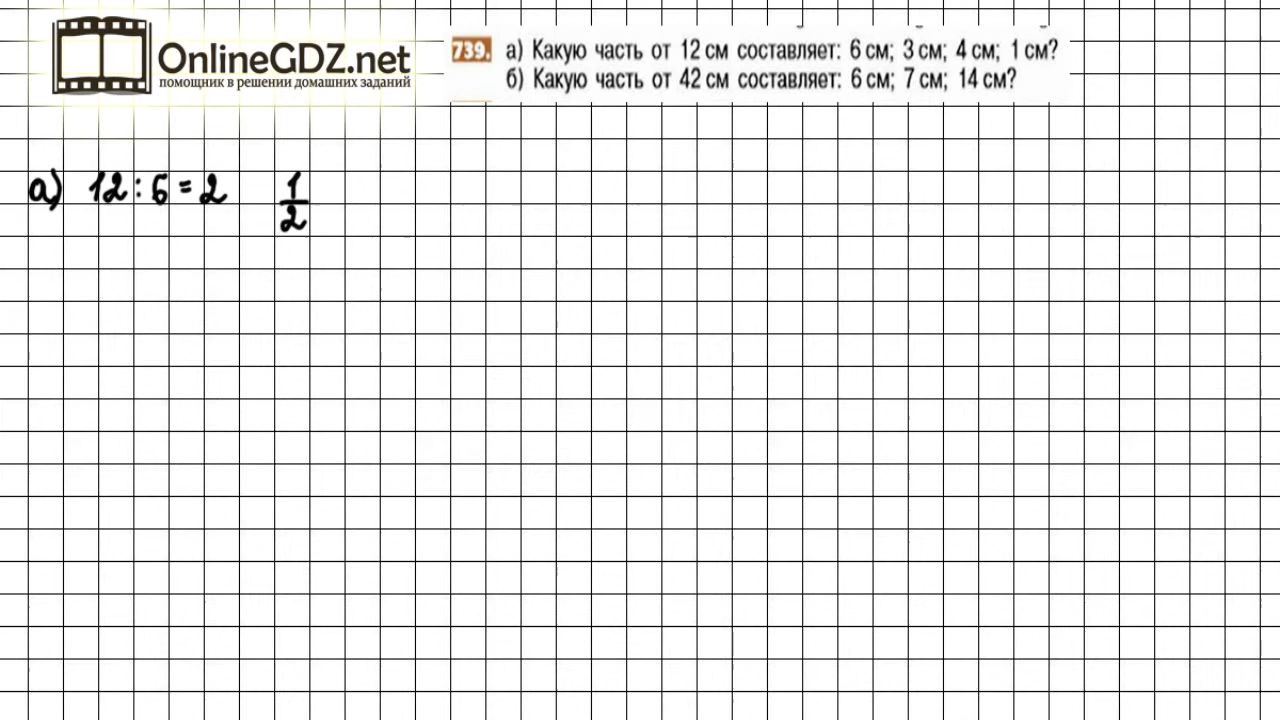 OnlineGDZ.net
помощник в решении домашних заданий
739. а) Какую часть от 12 см составляет: 6 см; 3 см; 4 см; 1 см?
б) Какую часть от 42 см составляет: 6 см; 7 см; 14 см?
а) 12 : 6 = 2 1/2